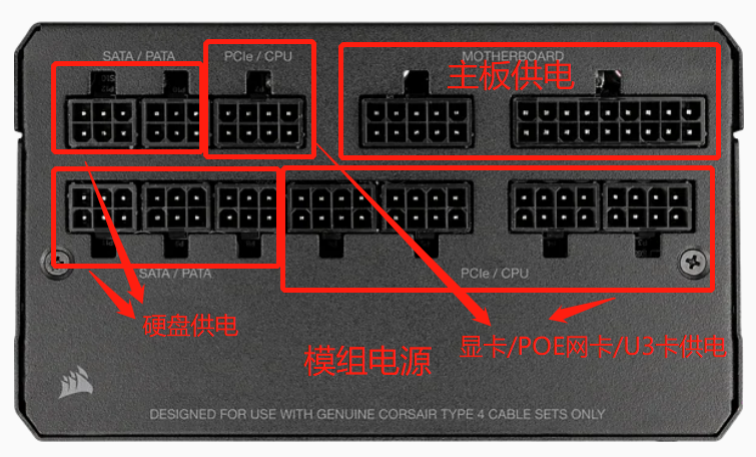 SATA / PATA
PCIe / CPU
MOTHERBOARD
主板供电
SATA / PATA
PCIe / CPU
硬盘供电
显卡/POE网卡/U3卡供电
模组电源
DESIGNED FOR USE WITH GENUINE CORSAIR TYPE 4 CABLE SETS ONLY